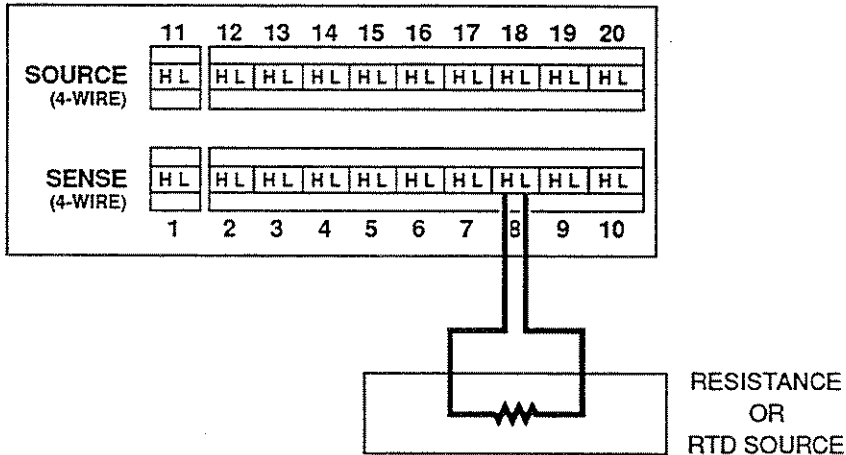 11 12 13 14 15 16 17 18 19 20
SOURCE H L H L H L H L H L H L H L H L H L H L
(4-WIRE)
SENSE H L H L H L H L H L H L H L H L H L H L
(4-WIRE)
1 2 3 4 5 6 7 8 9 10
RESISTANCE
OR
RTD SOURCE